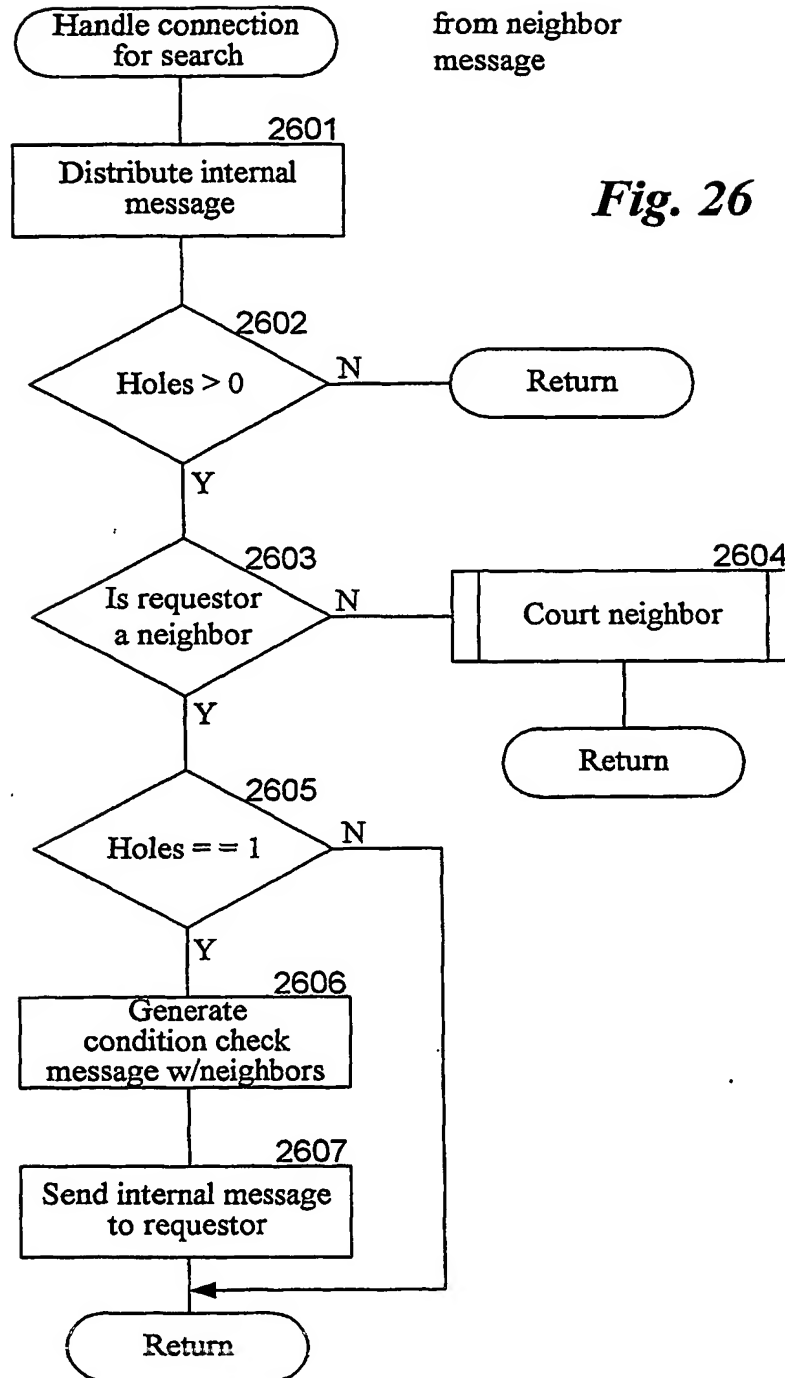 Handle connection
for search
from neighbor
message
2601
Distribute internal
message
Fig. 26
2602
Holes > 0
N
Return
Y
2603
Is requestor
a neighbor
N
2604
Court neighbor
Y
Return
2605
Holes = = 1
N
Y
2606
Generate
condition check
message w/neighbors
2607
Send internal message
to requestor
Return